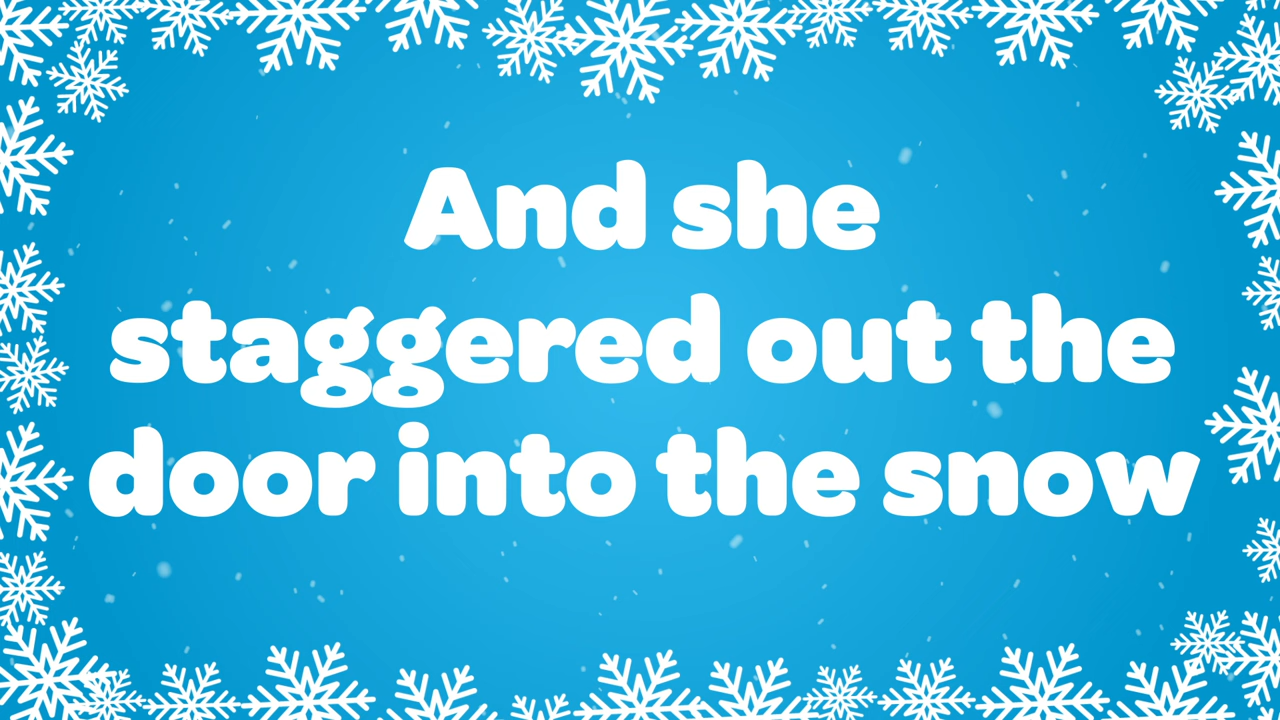 And she
staggered out the
door into the snow